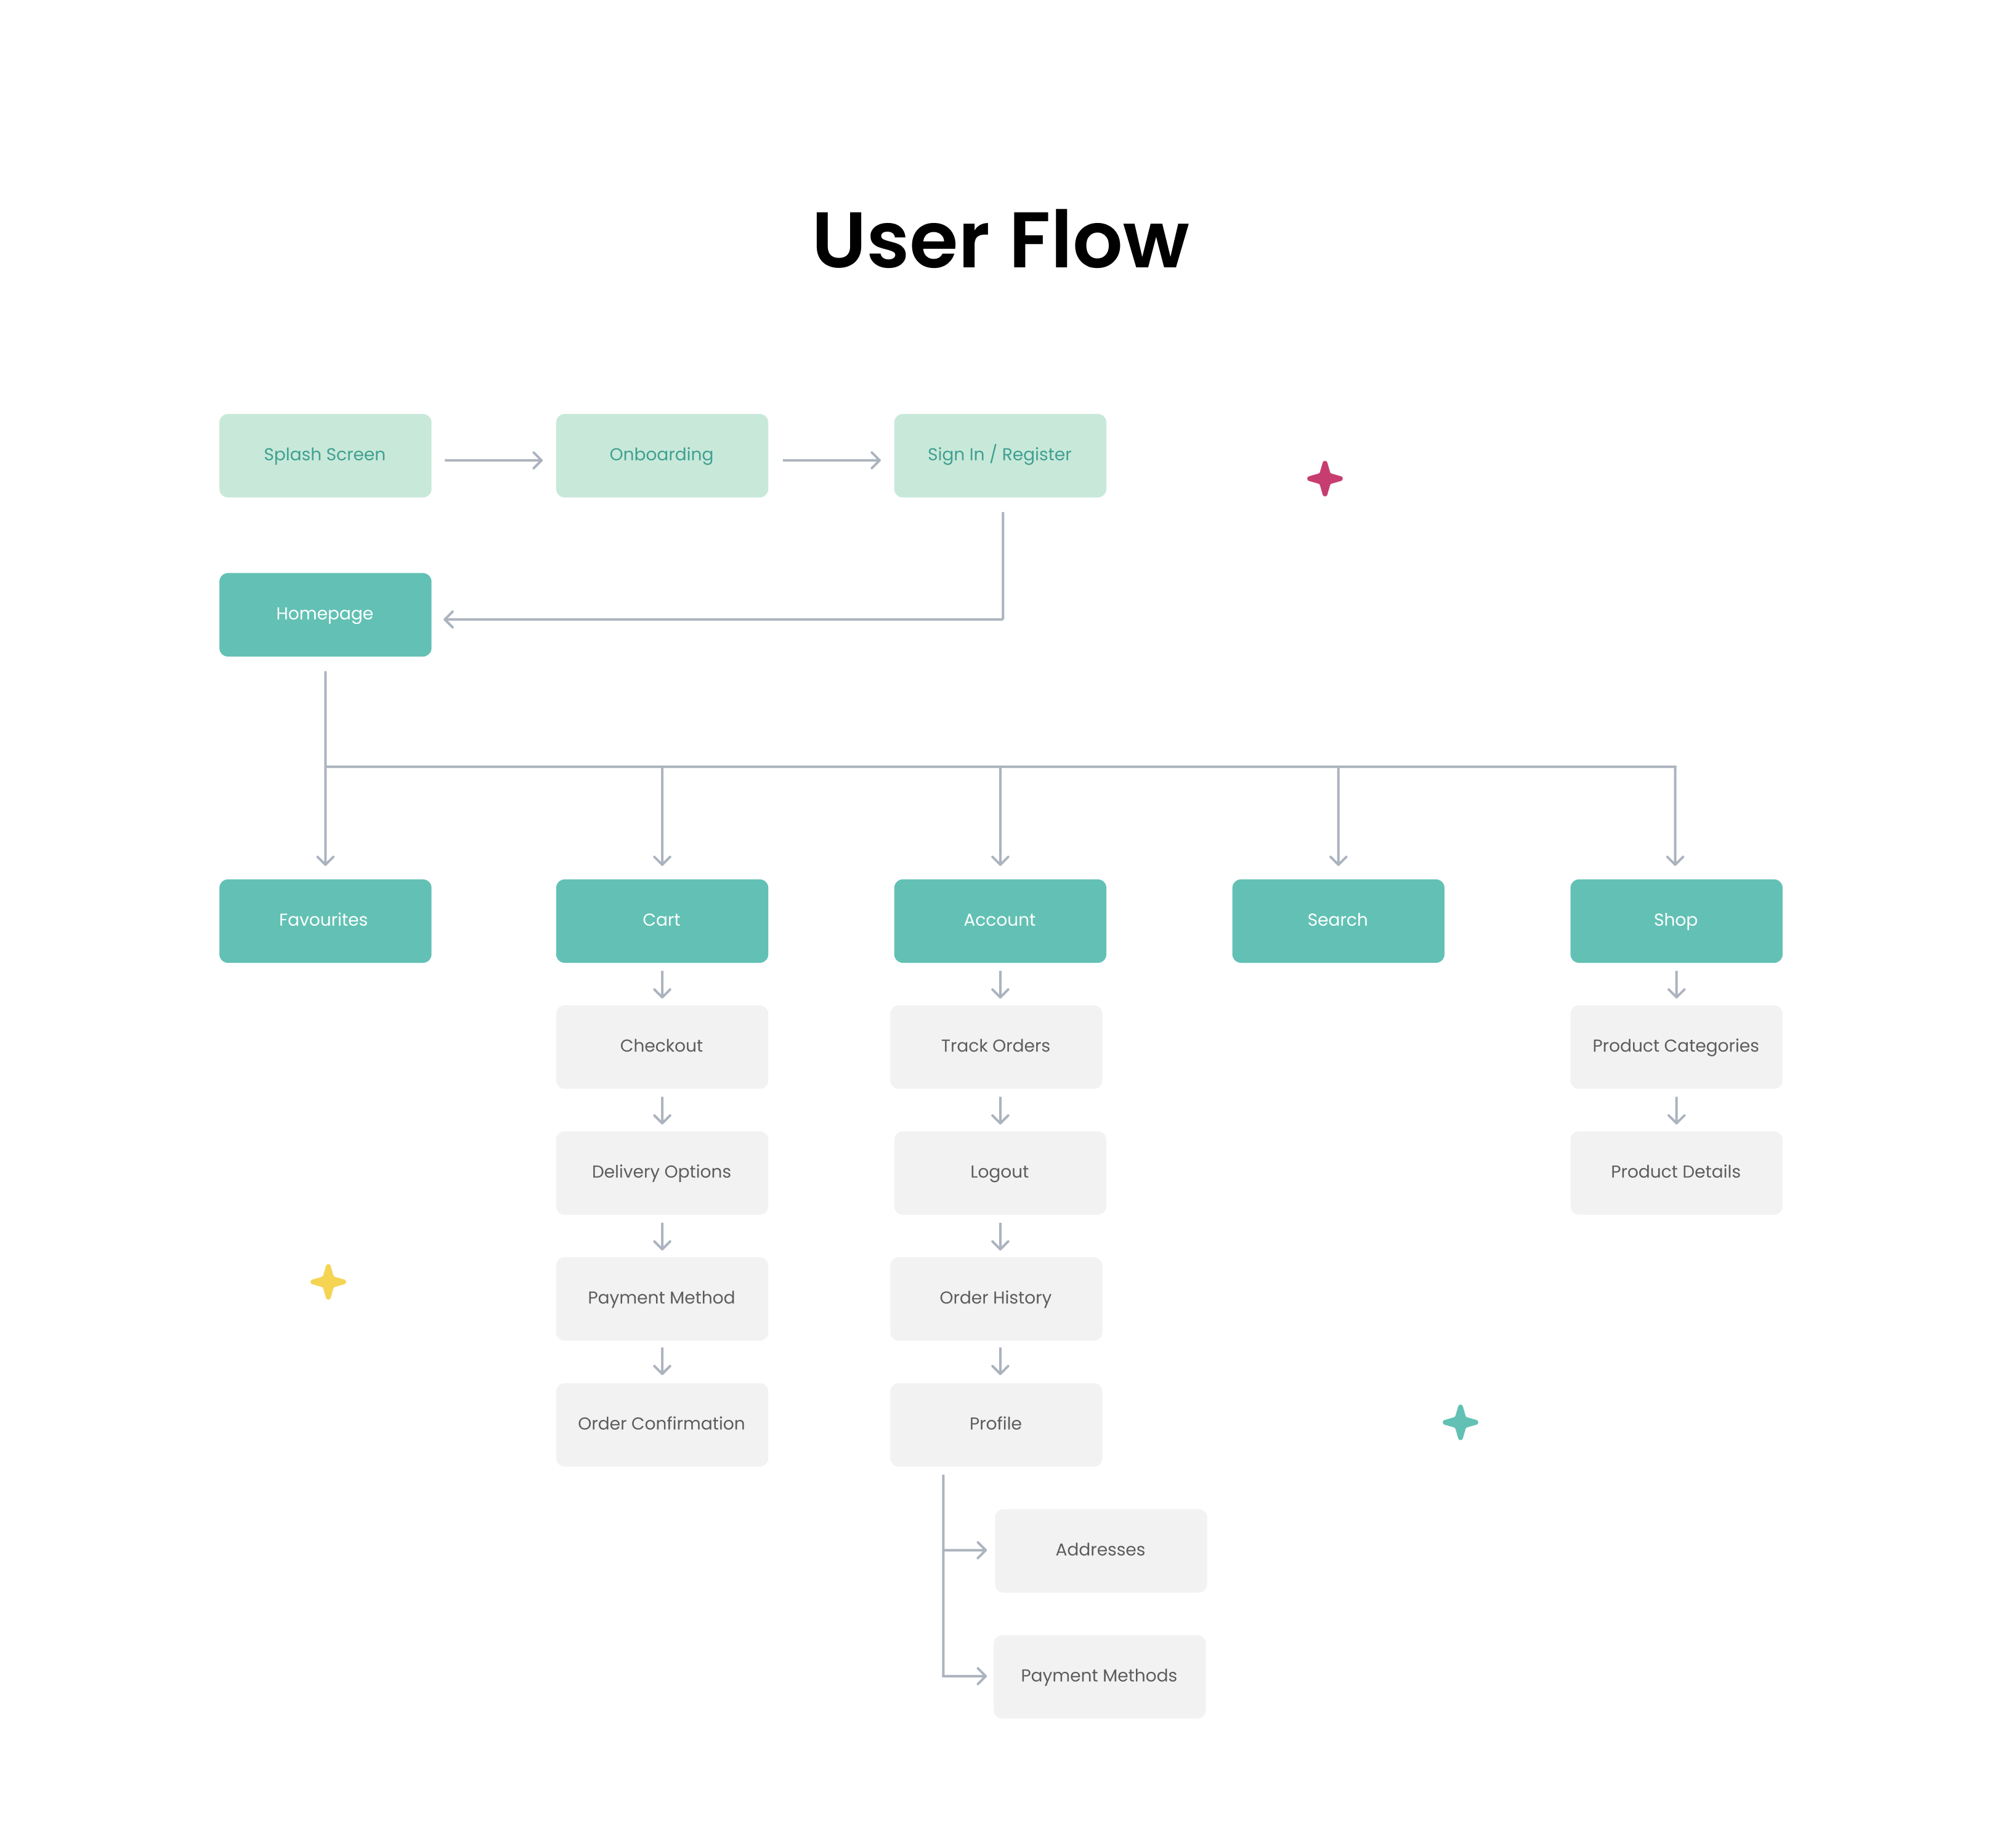 User Flow
Splash Screen
Onboarding
Sign In / Register
Homepage
Favourites
Cart
Account
Search
Shop
Checkout
Track Orders
Product Categories
Delivery Options
Logout
Product Details
Payment Method
Order History
Order Confirmation
Profile
Addresses
Payment Methods